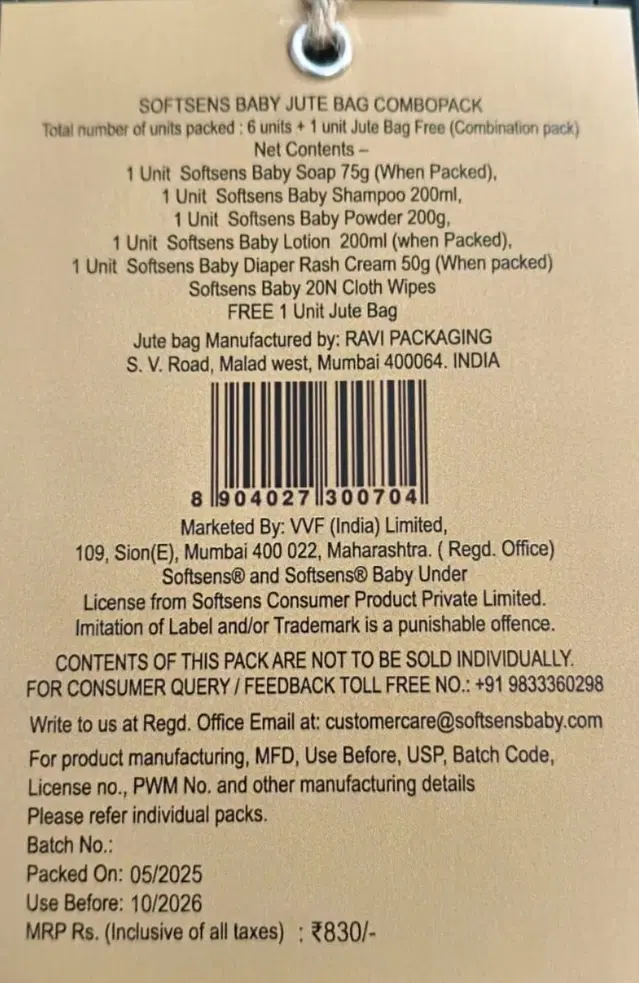 SOFTSENS BABY JUTE BAG COMBOPACK
Total number of units packed : 6 units + 1 unit Jute Bag Free (Combination pack)
Net Contents –
1 Unit Softsens Baby Soap 75g (When Packed),
1 Unit Softsens Baby Shampoo 200ml,
1 Unit Softsens Baby Powder 200g,
1 Unit Softsens Baby Lotion 200ml (when Packed),
1 Unit Softsens Baby Diaper Rash Cream 50g (When packed)
Softsens Baby 20N Cloth Wipes
FREE 1 Unit Jute Bag
Jute bag Manufactured by: RAVI PACKAGING
S. V. Road, Malad west, Mumbai 400064. INDIA
8 904027 300704
Marketed By: VVF (India) Limited,
109, Sion(E), Mumbai 400 022, Maharashtra. ( Regd. Office)
Softsens® and Softsens® Baby Under
License from Softsens Consumer Product Private Limited.
Imitation of Label and/or Trademark is a punishable offence.
CONTENTS OF THIS PACK ARE NOT TO BE SOLD INDIVIDUALLY.
FOR CONSUMER QUERY / FEEDBACK TOLL FREE NO.: +91 9833360298
Write to us at Regd. Office Email at: customercare@softsensbaby.com
For product manufacturing, MFD, Use Before, USP, Batch Code,
License no., PWM No. and other manufacturing details
Please refer individual packs.
Batch No.:
Packed On: 05/2025
Use Before: 10/2026
MRP Rs. (Inclusive of all taxes) : ₹830/-